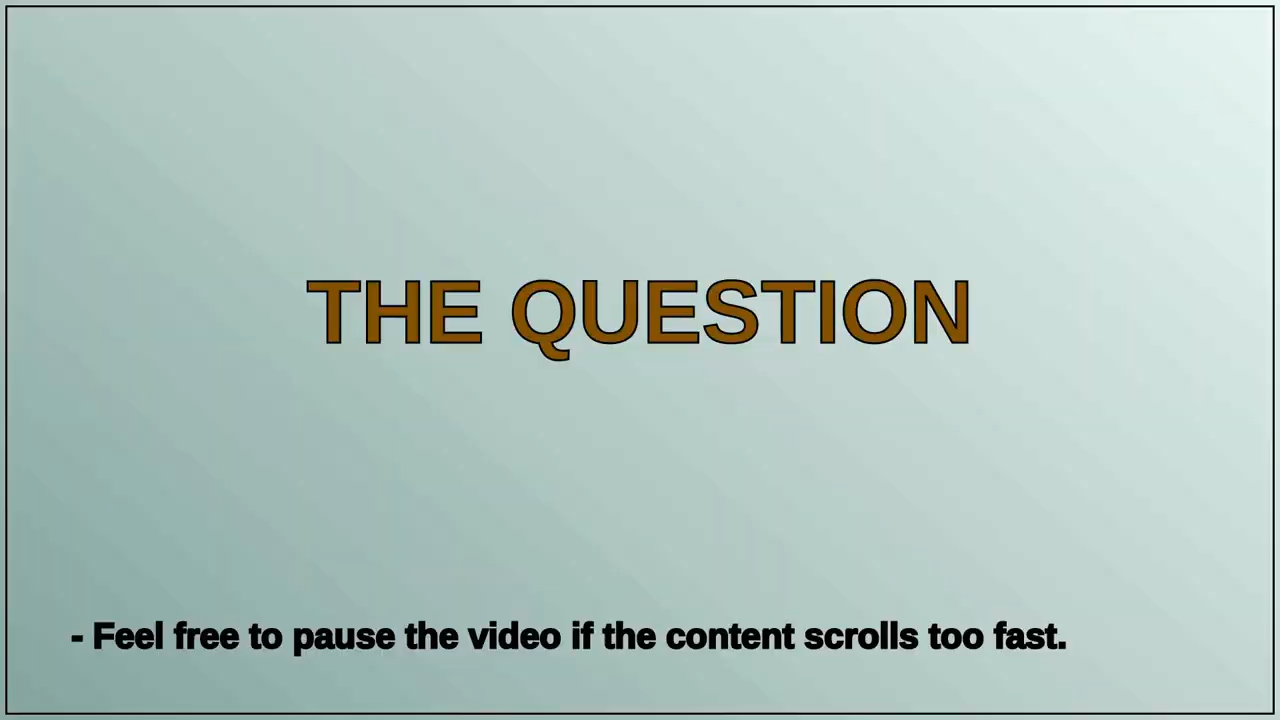 THE QUESTION
- Feel free to pause the video if the content scrolls too fast.